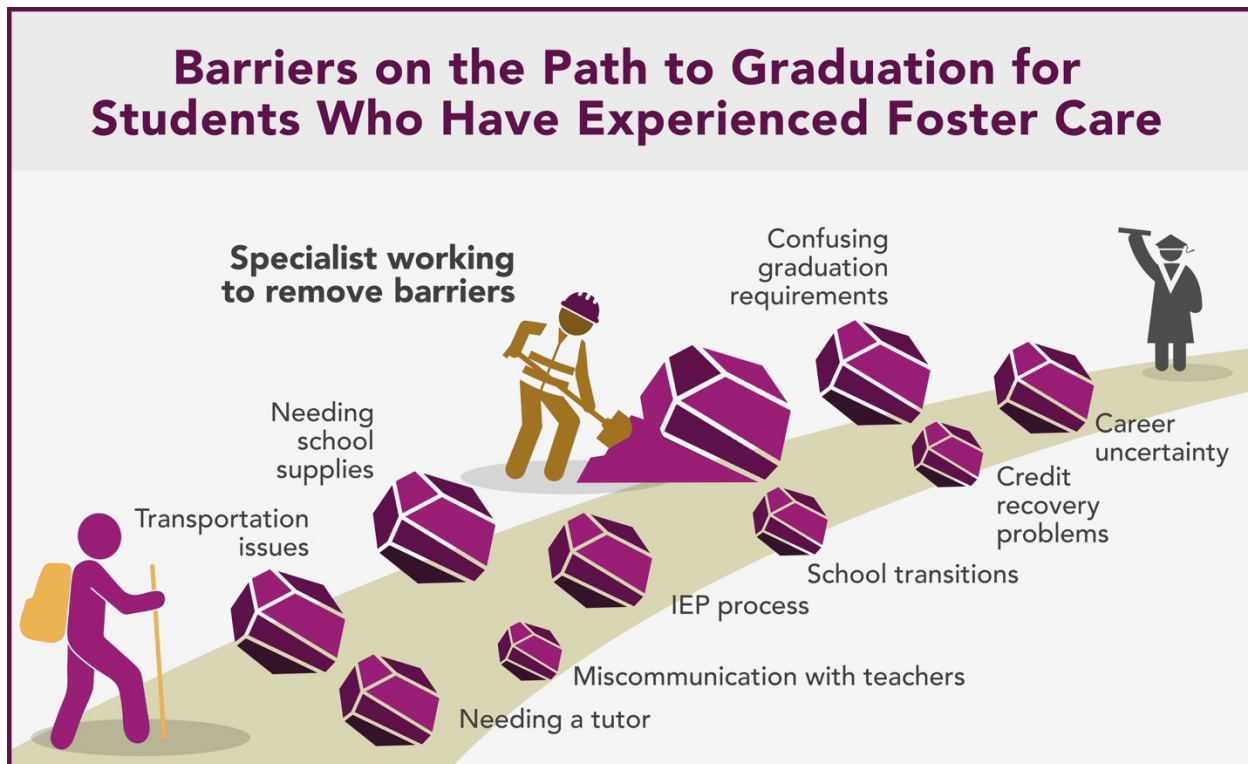 Barriers on the Path to Graduation for
Students Who Have Experienced Foster Care
Specialist working
to remove barriers
Confusing
graduation
requirements
Needing
school
supplies
Career
uncertainty
Credit
recovery
problems
Transportation
issues
School transitions
IEP process
Miscommunication with teachers
Needing a tutor